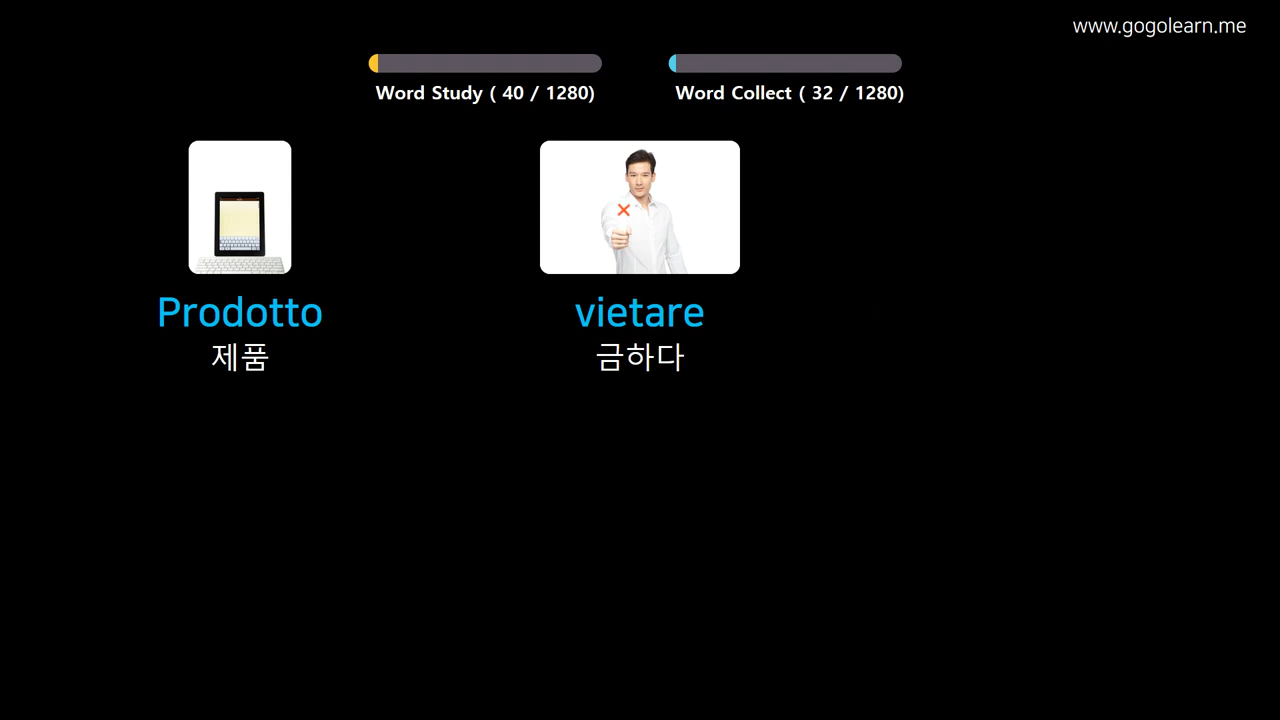 www.gogolearn.me
Word Study ( 40 / 1280)
Word Collect ( 32 / 1280)
Prodotto
제품
vietare
금하다